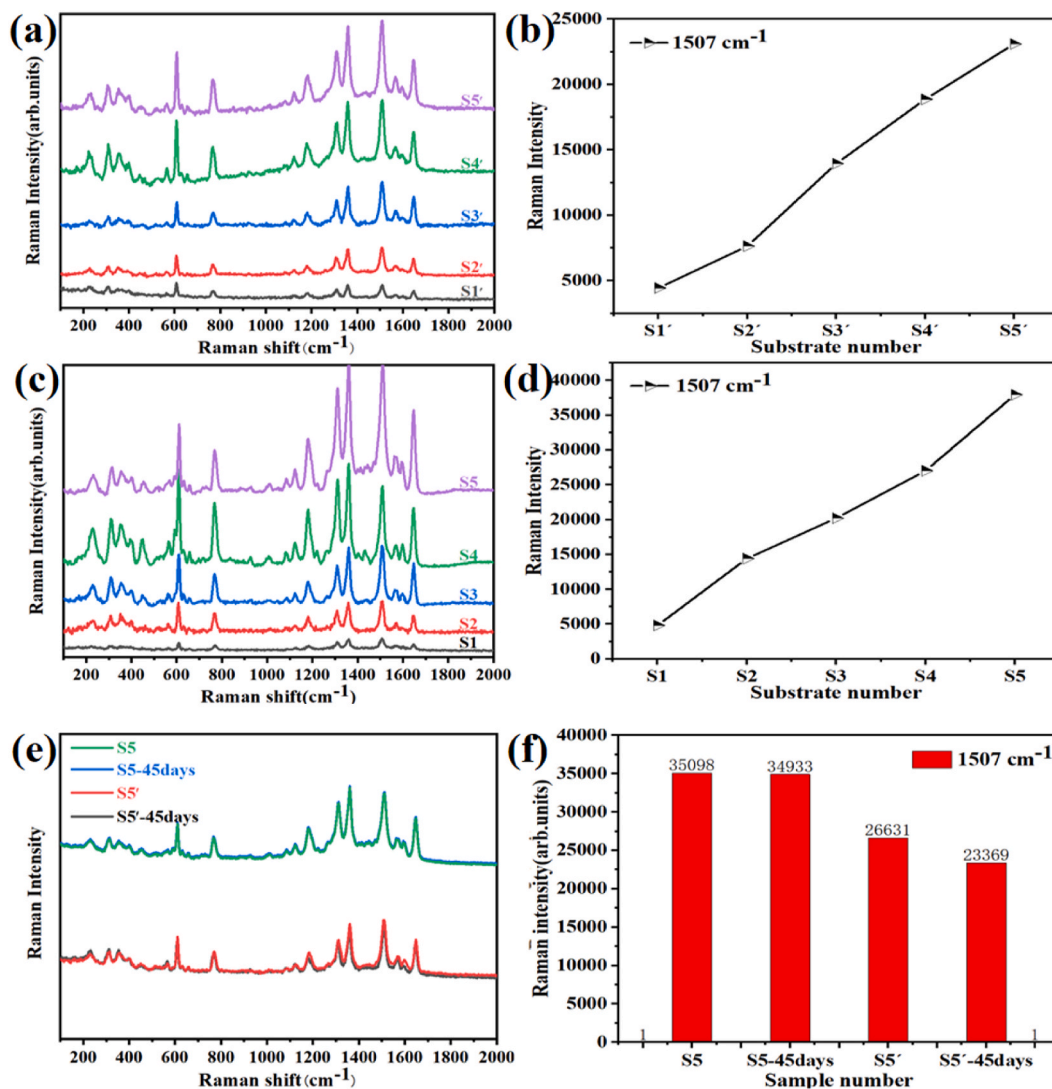 (a)
S5′
S4′
S3′
S2′
S1′
Raman Intensity(arb.units)
200 400 600 800 1000 1200 1400 1600 1800 2000
Raman shift(cm⁻¹)
(b)
1507 cm⁻¹
25000
20000
15000
10000
5000
Raman Intensity
S1′ S2′ S3′ S4′ S5′
Substrate number
(c)
S5
S4
S3
S2
S1
Raman Intensity(arb.units)
200 400 600 800 1000 1200 1400 1600 1800 2000
Raman shift(cm⁻¹)
(d)
1507 cm⁻¹
40000
35000
30000
25000
20000
15000
10000
5000
0
Raman Intensity
S1 S2 S3 S4 S5
Substrate number
(e)
S5
S5-45days
S5′
S5′-45days
Raman Intensity
200 400 600 800 1000 1200 1400 1600 1800 2000
Raman shift(cm⁻¹)
(f)
1507 cm⁻¹
40000
35000
30000
25000
20000
15000
10000
5000
0
Raman intensity(arb.units)
35098
34933
26631
23369
1
1
S5 S5-45days S5′ S5′-45days
Sample number